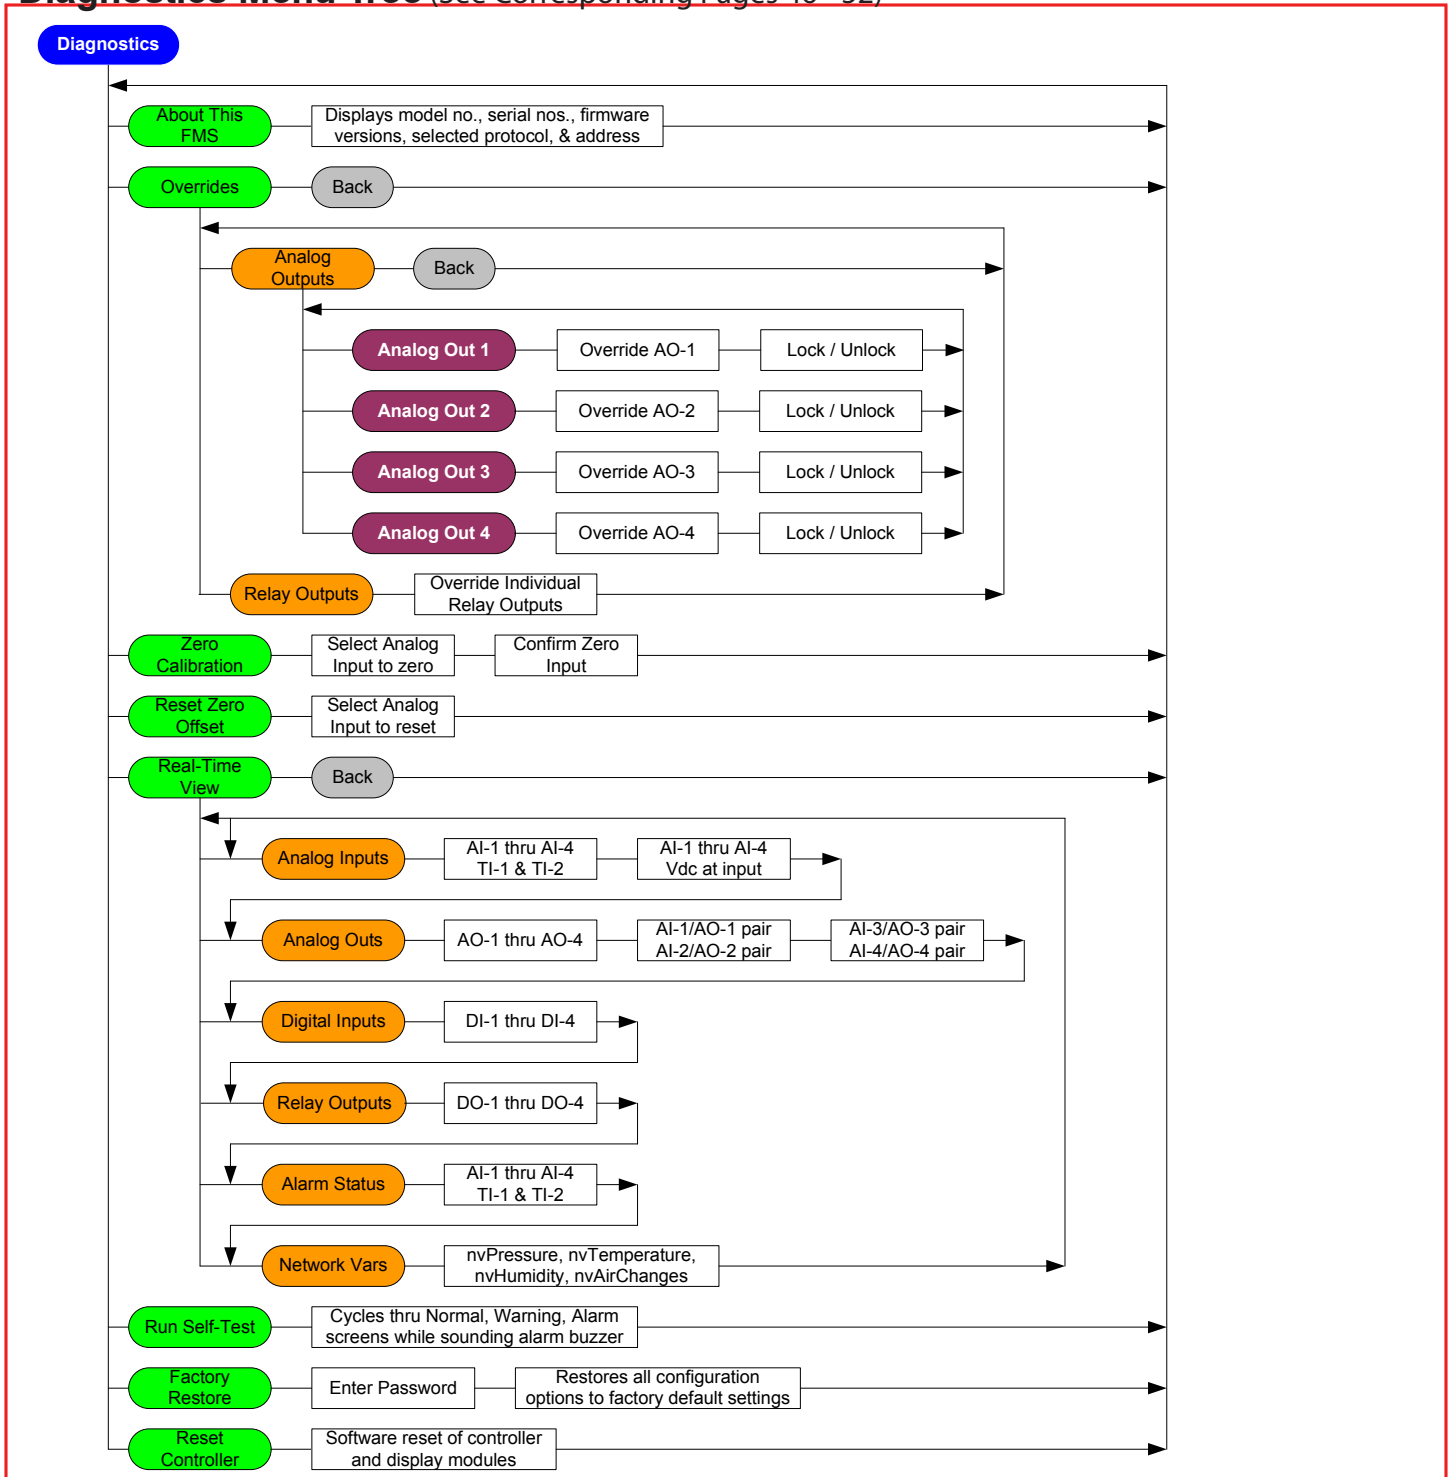 Diagnostics Menu Tree (See Corresponding Pages 46 - 52)
Diagnostics
About This
FMS
Displays model no., serial nos., firmware
versions, selected protocol, & address
Overrides
Back
Analog
Outputs
Back
Analog Out 1
Override AO-1
Lock / Unlock
Analog Out 2
Override AO-2
Lock / Unlock
Analog Out 3
Override AO-3
Lock / Unlock
Analog Out 4
Override AO-4
Lock / Unlock
Relay Outputs
Override Individual
Relay Outputs
Zero
Calibration
Select Analog
Input to zero
Confirm Zero
Input
Reset Zero
Offset
Select Analog
Input to reset
Real-Time
View
Back
Analog Inputs
AI-1 thru AI-4
TI-1 & TI-2
AI-1 thru AI-4
Vdc at input
Analog Outs
AO-1 thru AO-4
AI-1/AO-1 pair
AI-2/AO-2 pair
AI-3/AO-3 pair
AI-4/AO-4 pair
Digital Inputs
DI-1 thru DI-4
Relay Outputs
DO-1 thru DO-4
Alarm Status
AI-1 thru AI-4
TI-1 & TI-2
Network Vars
nvPressure, nvTemperature,
nvHumidity, nvAirChanges
Run Self-Test
Cycles thru Normal, Warning, Alarm
screens while sounding alarm buzzer
Factory
Restore
Enter Password
Restores all configuration
options to factory default settings
Reset
Controller
Software reset of controller
and display modules